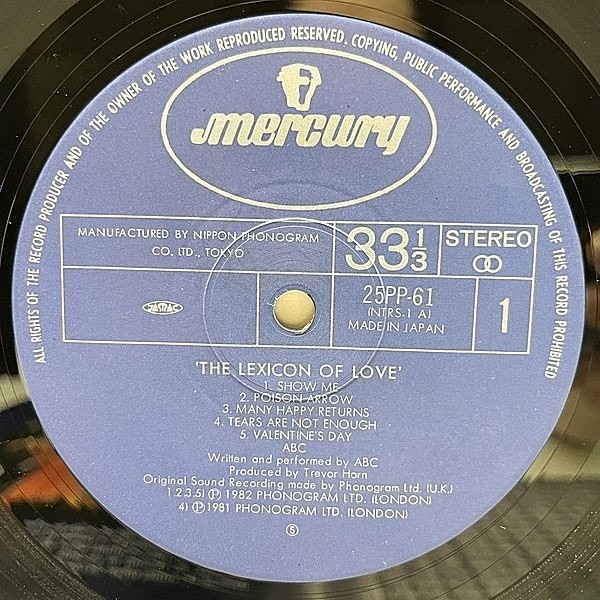 ALL RIGHTS OF THE RECORD PRODUCER AND OF THE OWNER OF THE WORK REPRODUCED RESERVED. COPYING, PUBLIC PERFORMANCE AND BROADCASTING OF THIS RECORD PROHIBITED
mercury
MANUFACTURED BY NIPPON PHONOGRAM
CO. LTD., TOKYO
33 1/3
STEREO
JASRAC
25PP-61
(NTRS-1 A)
MADE IN JAPAN
1
'THE LEXICON OF LOVE'
1. SHOW ME
2. POISON ARROW
3. MANY HAPPY RETURNS
4. TEARS ARE NOT ENOUGH
5. VALENTINE'S DAY
ABC
Written and performed by ABC
Produced by Trevor Horn
Original Sound Recording made by Phonogram Ltd. (U.K.)
1.2.3.5) Ⓟ 1982 PHONOGRAM LTD. (LONDON)
4) Ⓟ 1981 PHONOGRAM LTD. (LONDON)
⑤